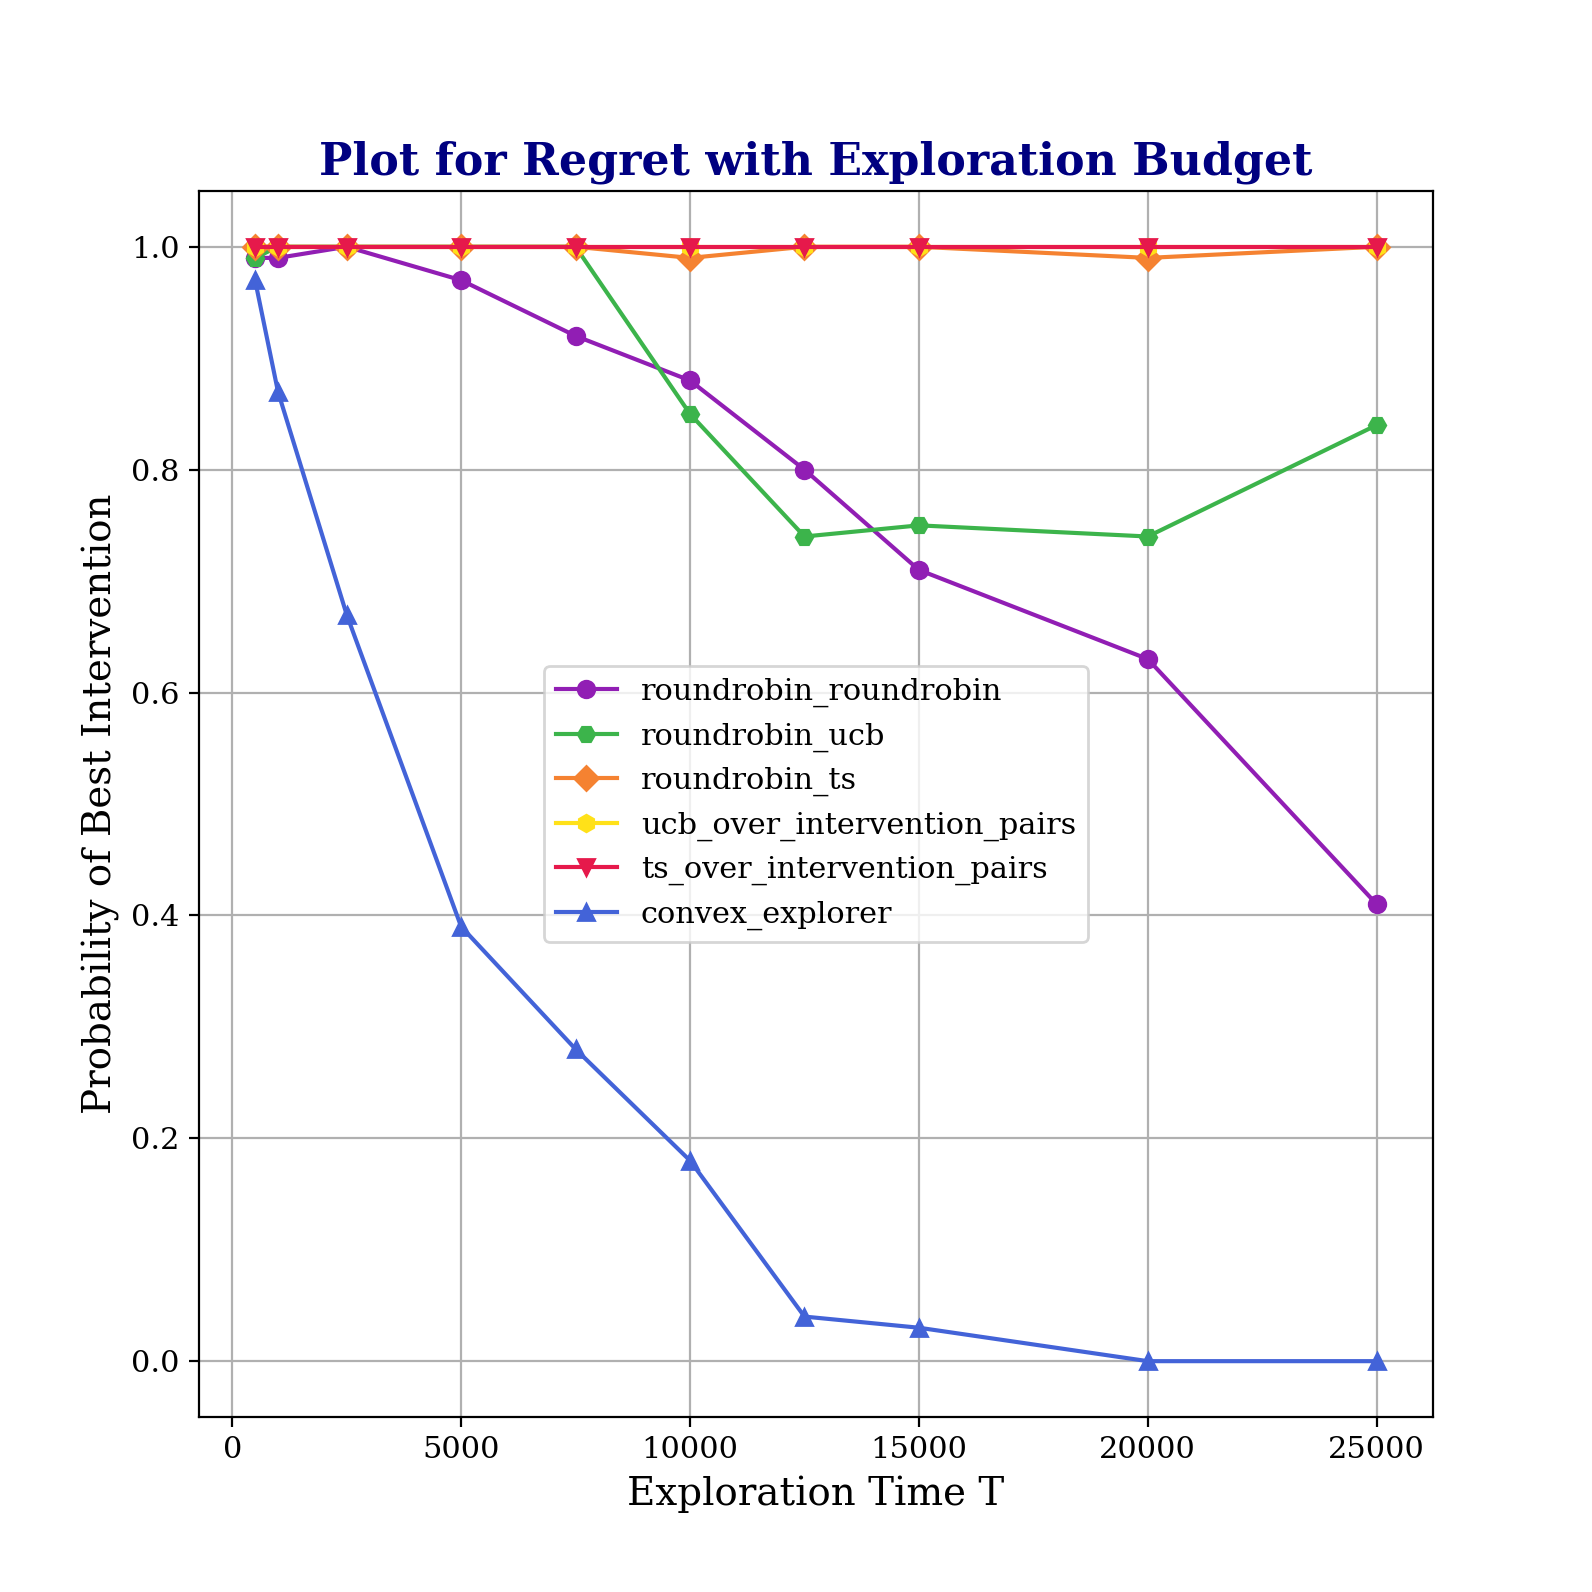 Plot for Regret with Exploration Budget
Probability of Best Intervention
1.0
0.8
0.6
0.4
0.2
0.0
roundrobin_roundrobin
roundrobin_ucb
roundrobin_ts
ucb_over_intervention_pairs
ts_over_intervention_pairs
convex_explorer
0 5000 10000 15000 20000 25000
Exploration Time T